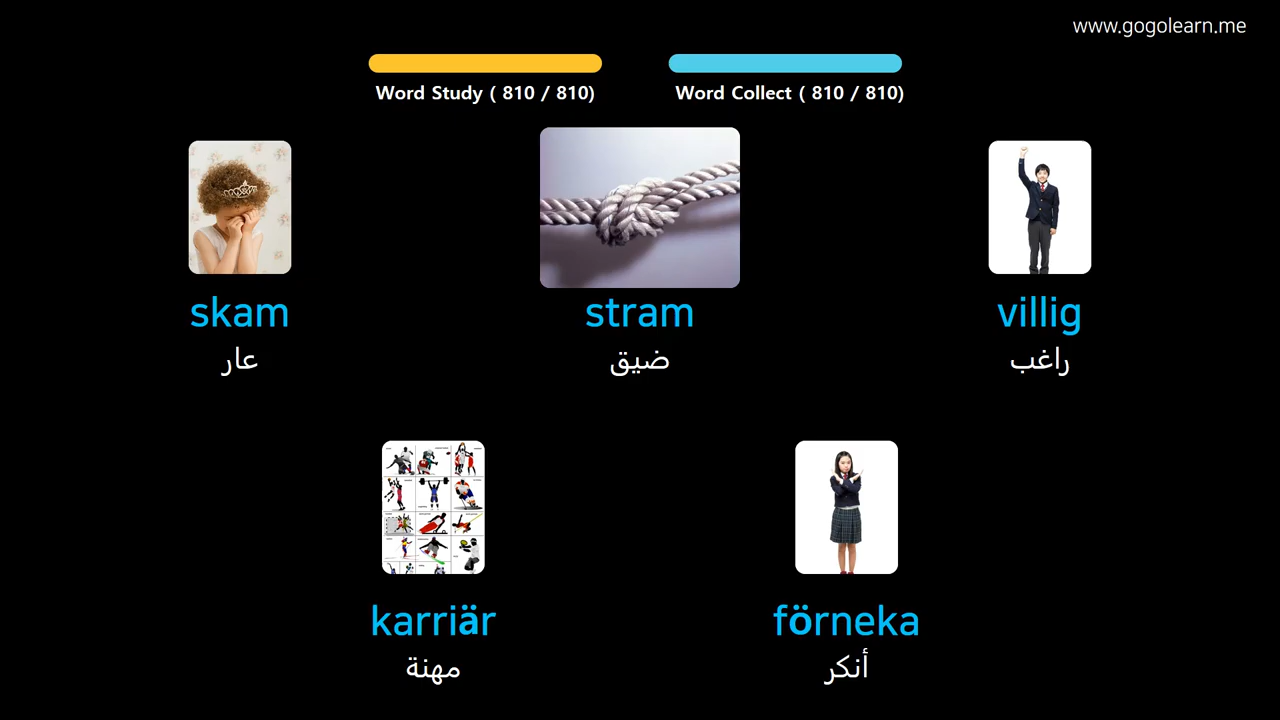 www.gogolearn.me
Word Study ( 810 / 810)
Word Collect ( 810 / 810)
skam
عار
stram
ضيق
villig
راغب
karriär
مهنة
förneka
أنكر